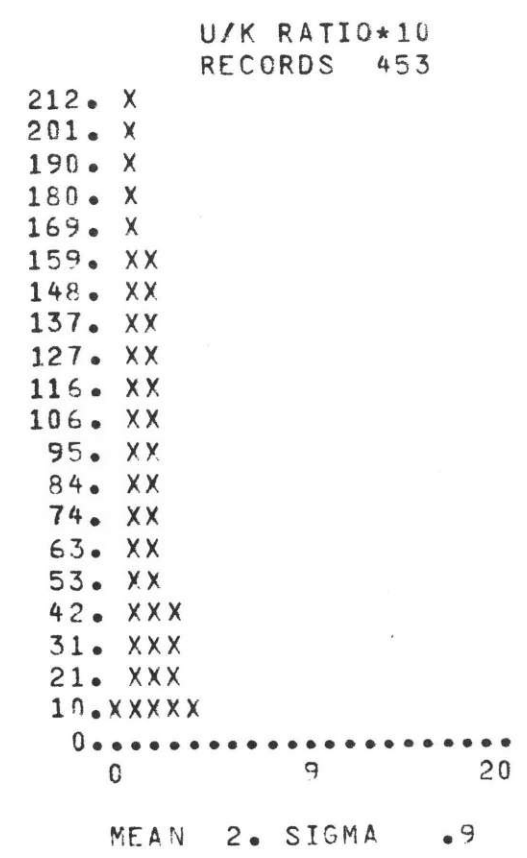 U/K RATIO*10
RECORDS 453
212. X
201. X
190. X
180. X
169. X
159. XX
148. XX
137. XX
127. XX
116. XX
106. XX
95. XX
84. XX
74. XX
63. XX
53. XX
42. XXX
31. XXX
21. XXX
10.XXXXX
0......................
0 9 20
MEAN 2. SIGMA .9